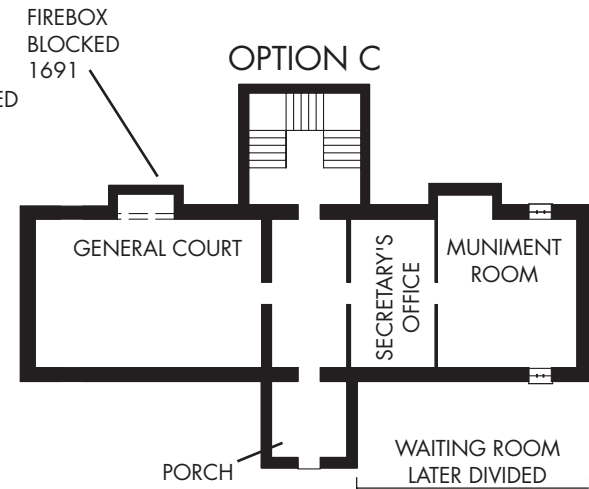 FIREBOX
BLOCKED
1691
OPTION C
GENERAL COURT
SECRETARY'S
OFFICE
MUNIMENT
ROOM
PORCH
WAITING ROOM
LATER DIVIDED